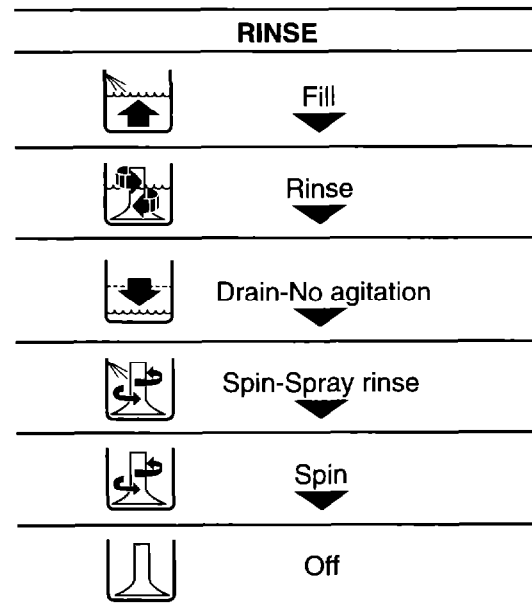 RINSE
Fill
Rinse
Drain-No agitation
Spin-Spray rinse
Spin
Off